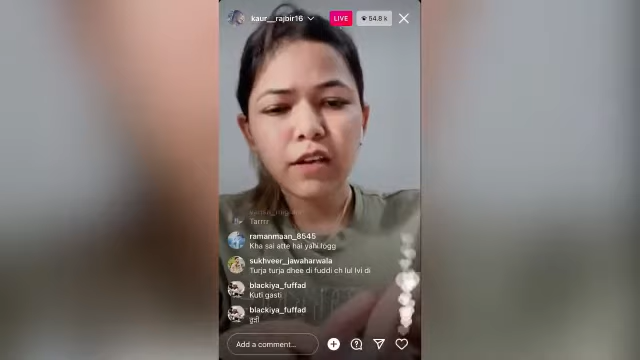 kaur__rajbir16
LIVE
54.8 k
Tarrrr
ramanmaan_8545
Kha sai atte hai yahi logg
sukhveer_jawaharwala
Turja turja dhee di fuddi ch lul lvi di
blackiya_fuffad
Kuti gasti
blackiya_fuffad
Add a comment...